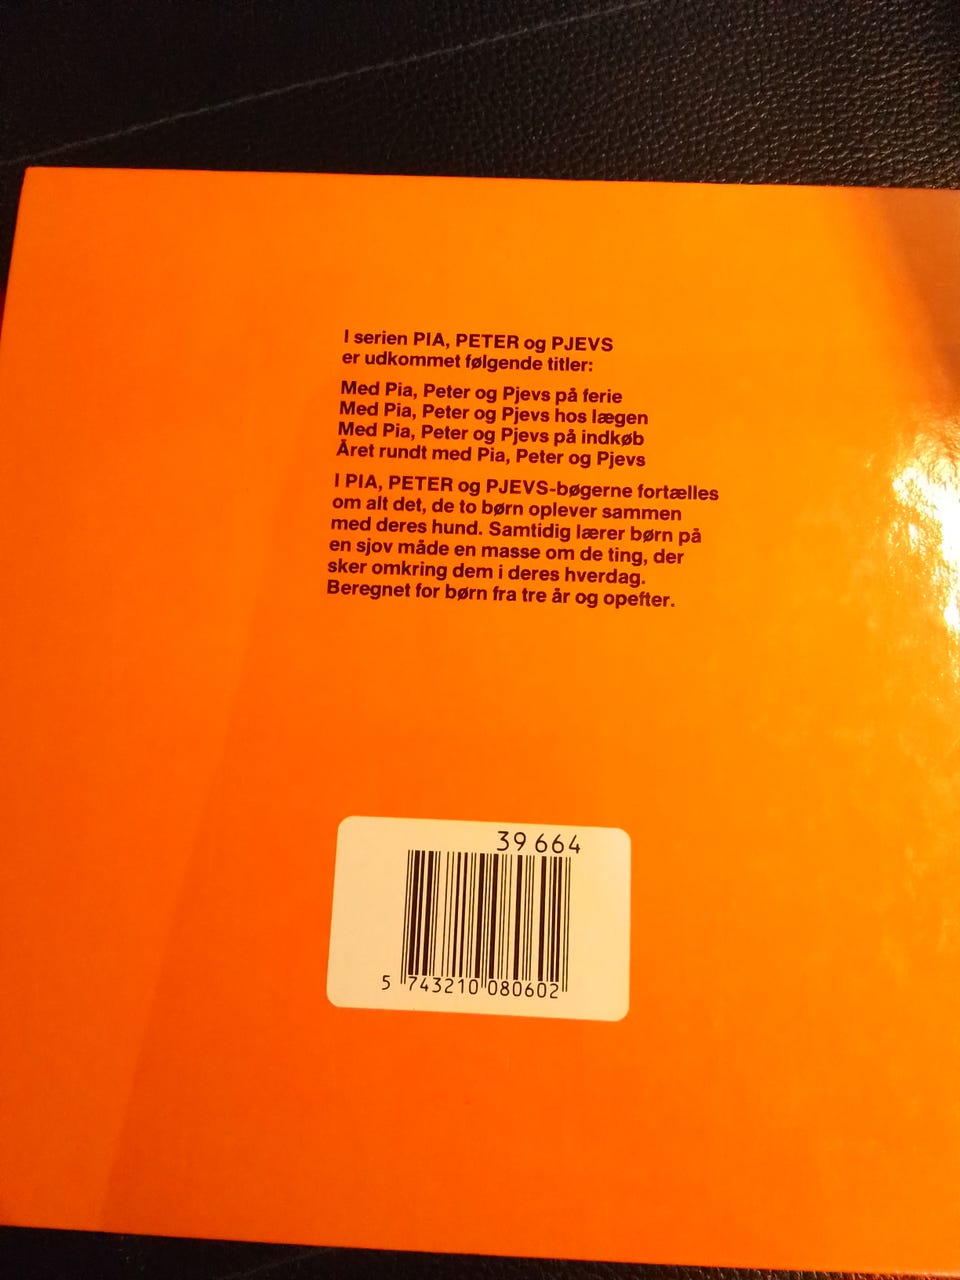 I serien PIA, PETER og PJEVS
er udkommet følgende titler:
Med Pia, Peter og Pjevs på ferie
Med Pia, Peter og Pjevs hos lægen
Med Pia, Peter og Pjevs på indkøb
Året rundt med Pia, Peter og Pjevs
I PIA, PETER og PJEVS-bøgerne fortælles
om alt det, de to børn oplever sammen
med deres hund. Samtidig lærer børn på
en sjov måde en masse om de ting, der
sker omkring dem i deres hverdag.
Beregnet for børn fra tre år og opefter.
39 664
5 743210 080602